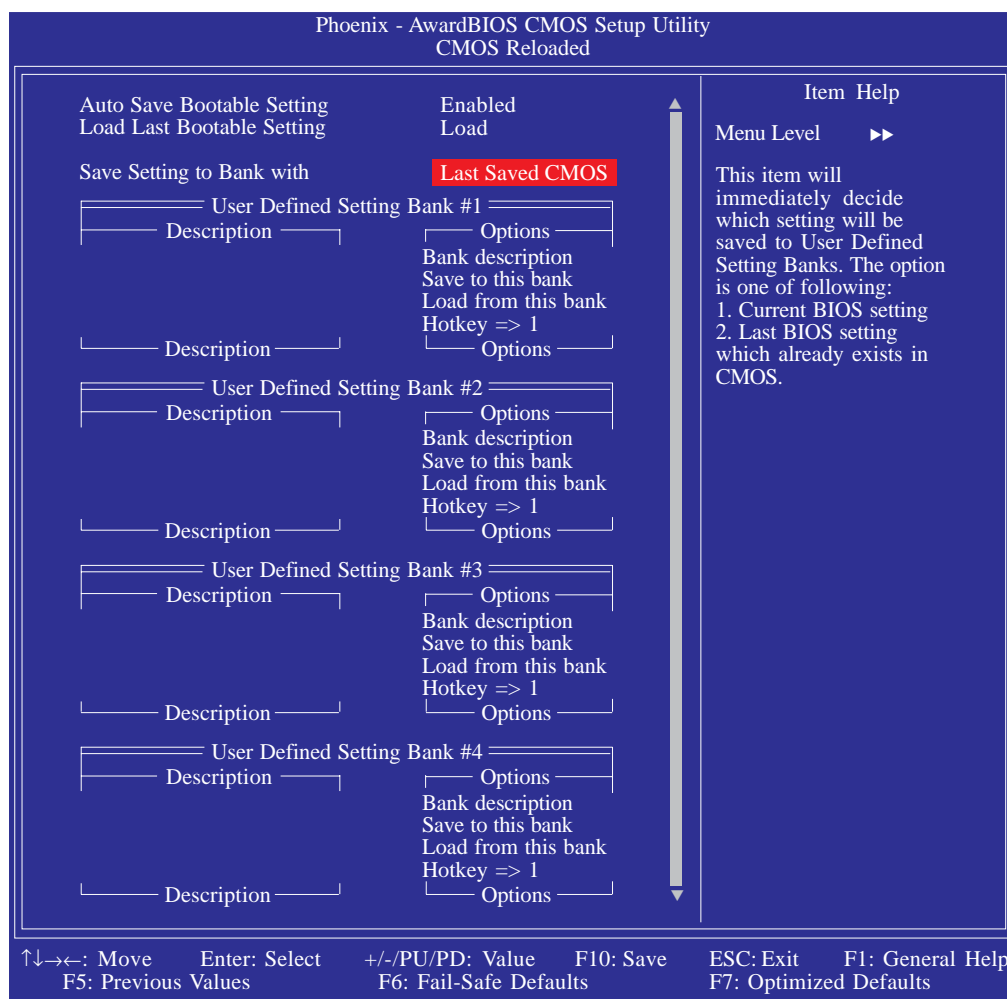 Phoenix - AwardBIOS CMOS Setup Utility
CMOS Reloaded
Auto Save Bootable Setting Enabled
Load Last Bootable Setting Load
Save Setting to Bank with Last Saved CMOS
User Defined Setting Bank #1
Description Options
Bank description
Save to this bank
Load from this bank
Hotkey => 1
Description Options
User Defined Setting Bank #2
Description Options
Bank description
Save to this bank
Load from this bank
Hotkey => 1
Description Options
User Defined Setting Bank #3
Description Options
Bank description
Save to this bank
Load from this bank
Hotkey => 1
Description Options
User Defined Setting Bank #4
Description Options
Bank description
Save to this bank
Load from this bank
Hotkey => 1
Description Options
Item Help
Menu Level ▶▶
This item will
immediately decide
which setting will be
saved to User Defined
Setting Banks. The option
is one of following:
1. Current BIOS setting
2. Last BIOS setting
which already exists in
CMOS.
↑↓→←: Move Enter: Select +/-/PU/PD: Value F10: Save ESC: Exit F1: General Help
F5: Previous Values F6: Fail-Safe Defaults F7: Optimized Defaults